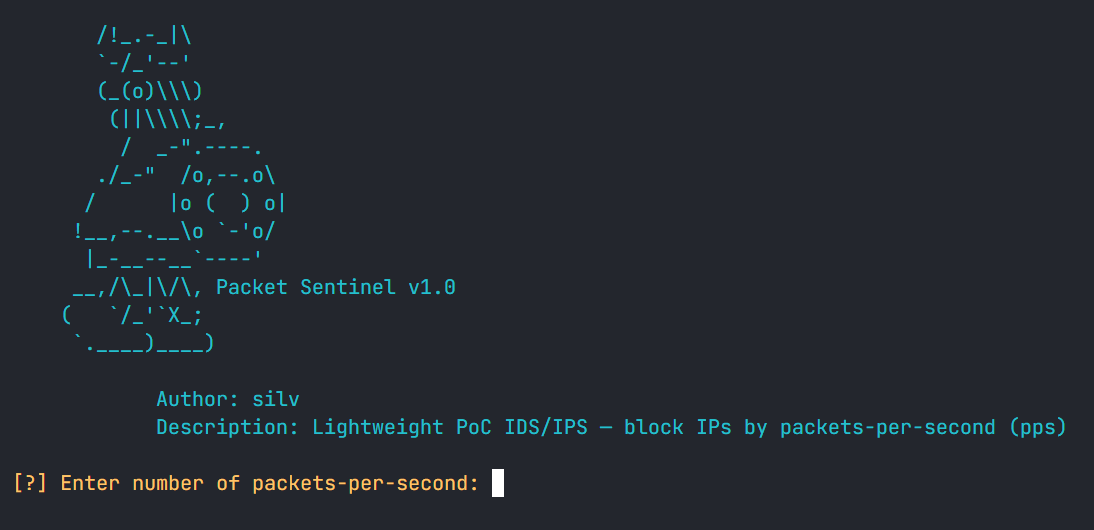 /!_.-_|\
`-/_'--'
(_(o)\\\)
(||\\\\;_,
/  _-".----.
./_-"  /o,--.o\
/      |o (  ) o|
!__,--.__\o `-'o/
|_-__--__`----'
__,/\_|\/\, Packet Sentinel v1.0
(   `/_'`X_;
`.____)____)
Author: silv
Description: Lightweight PoC IDS/IPS — block IPs by packets-per-second (pps)
[?] Enter number of packets-per-second: